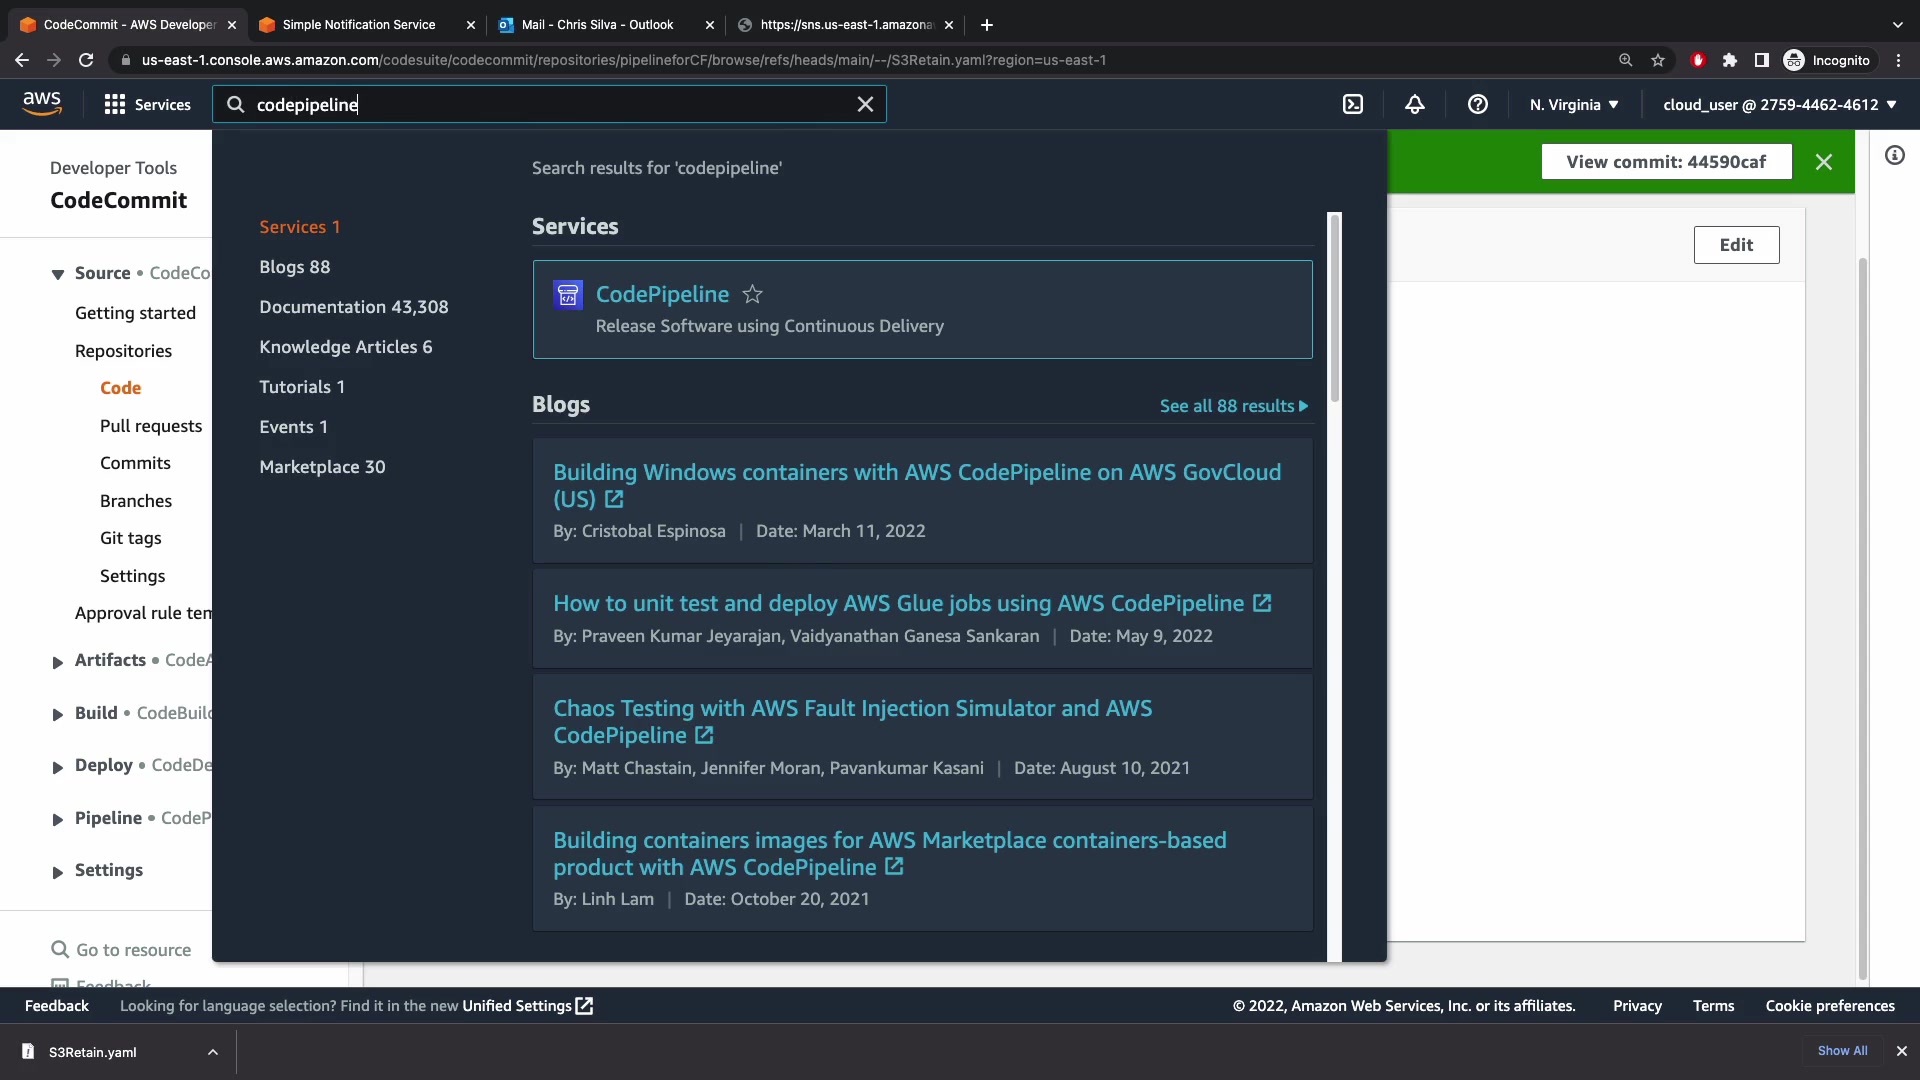 CodeCommit - AWS Developer
Simple Notification Service
Mail - Chris Silva - Outlook
https://sns.us-east-1.amazona
us-east-1.console.aws.amazon.com/codesuite/codecommit/repositories/pipelineforCF/browse/refs/heads/main/--/S3Retain.yaml?region=us-east-1
Incognito
aws
Services
codepipeline
N. Virginia
cloud_user @ 2759-4462-4612
Developer Tools
CodeCommit
Source • CodeCo
Getting started
Repositories
Code
Pull requests
Commits
Branches
Git tags
Settings
Approval rule tem
Artifacts • CodeA
Build • CodeBuild
Deploy • CodeDe
Pipeline • CodeP
Settings
Go to resource
Feedback
Search results for 'codepipeline'
Services 1
Blogs 88
Documentation 43,308
Knowledge Articles 6
Tutorials 1
Events 1
Marketplace 30
Services
CodePipeline
Release Software using Continuous Delivery
Blogs
See all 88 results
Building Windows containers with AWS CodePipeline on AWS GovCloud
(US)
By: Cristobal Espinosa | Date: March 11, 2022
How to unit test and deploy AWS Glue jobs using AWS CodePipeline
By: Praveen Kumar Jeyarajan, Vaidyanathan Ganesa Sankaran | Date: May 9, 2022
Chaos Testing with AWS Fault Injection Simulator and AWS
CodePipeline
By: Matt Chastain, Jennifer Moran, Pavankumar Kasani | Date: August 10, 2021
Building containers images for AWS Marketplace containers-based
product with AWS CodePipeline
By: Linh Lam | Date: October 20, 2021
View commit: 44590caf
Edit
Feedback
Looking for language selection? Find it in the new Unified Settings
© 2022, Amazon Web Services, Inc. or its affiliates.
Privacy
Terms
Cookie preferences
S3Retain.yaml
Show All